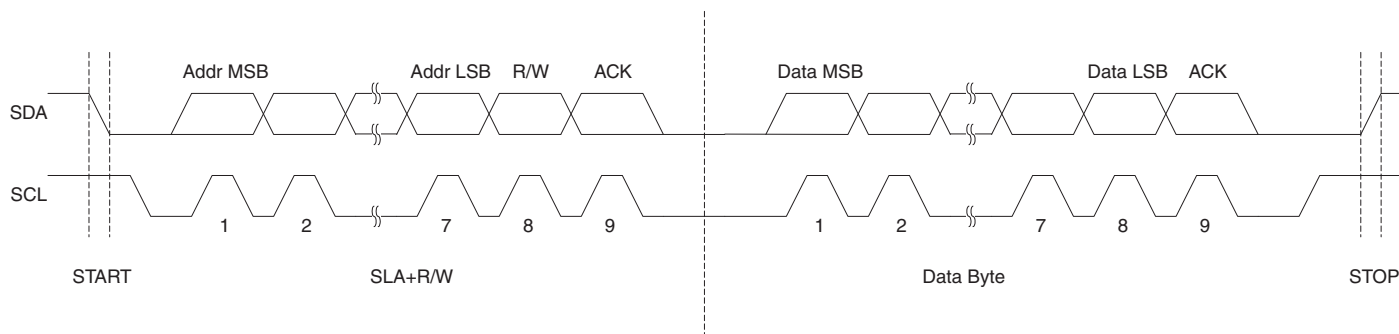 Addr MSB Addr LSB R/W ACK Data MSB Data LSB ACK
SDA
SCL
1 2 7 8 9 1 2 7 8 9
START SLA+R/W Data Byte STOP